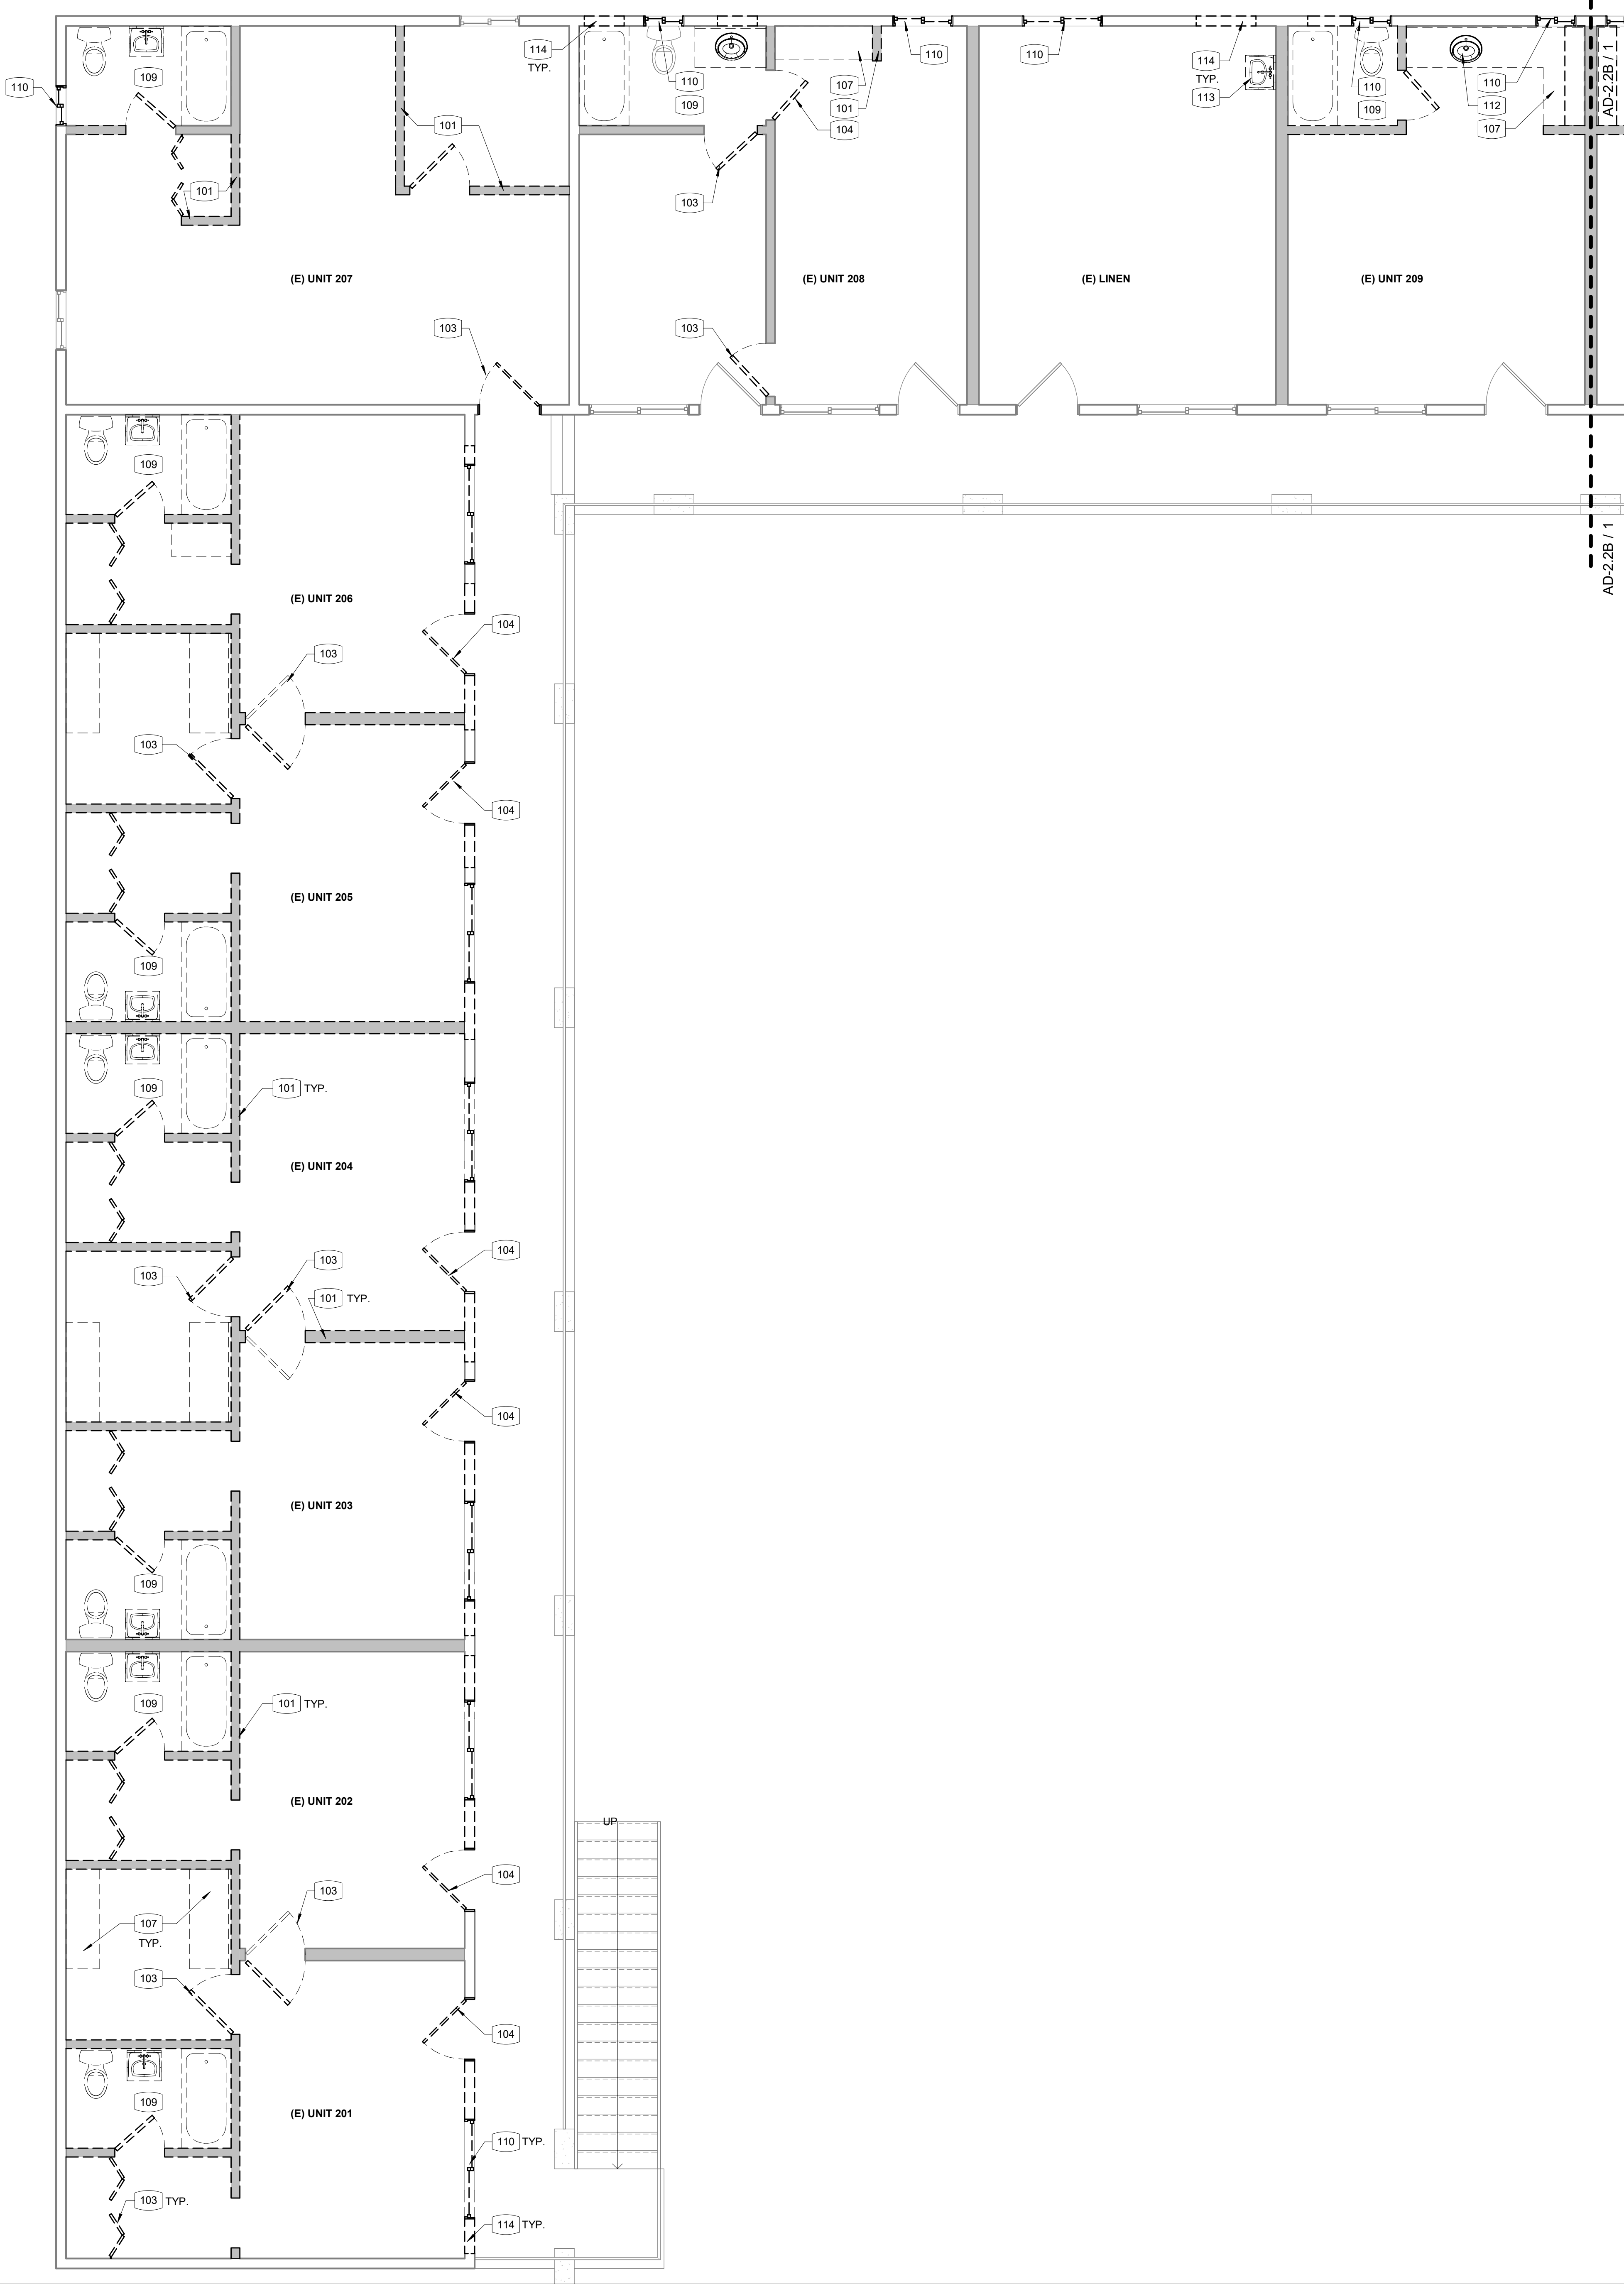 110
109
114
TYP.
110
109
107
101
104
110
110
114
TYP.
113
110
109
112
110
107
AD-2.2B / 1
101
101
103
(E) UNIT 207
(E) UNIT 208
(E) LINEN
(E) UNIT 209
103
103
109
AD-2.2B / 1
(E) UNIT 206
104
103
103
104
(E) UNIT 205
109
109
101 TYP.
(E) UNIT 204
104
103
103
101 TYP.
104
(E) UNIT 203
109
109
101 TYP.
(E) UNIT 202
UP
104
103
107
TYP.
103
104
109
(E) UNIT 201
110 TYP.
103 TYP.
114 TYP.